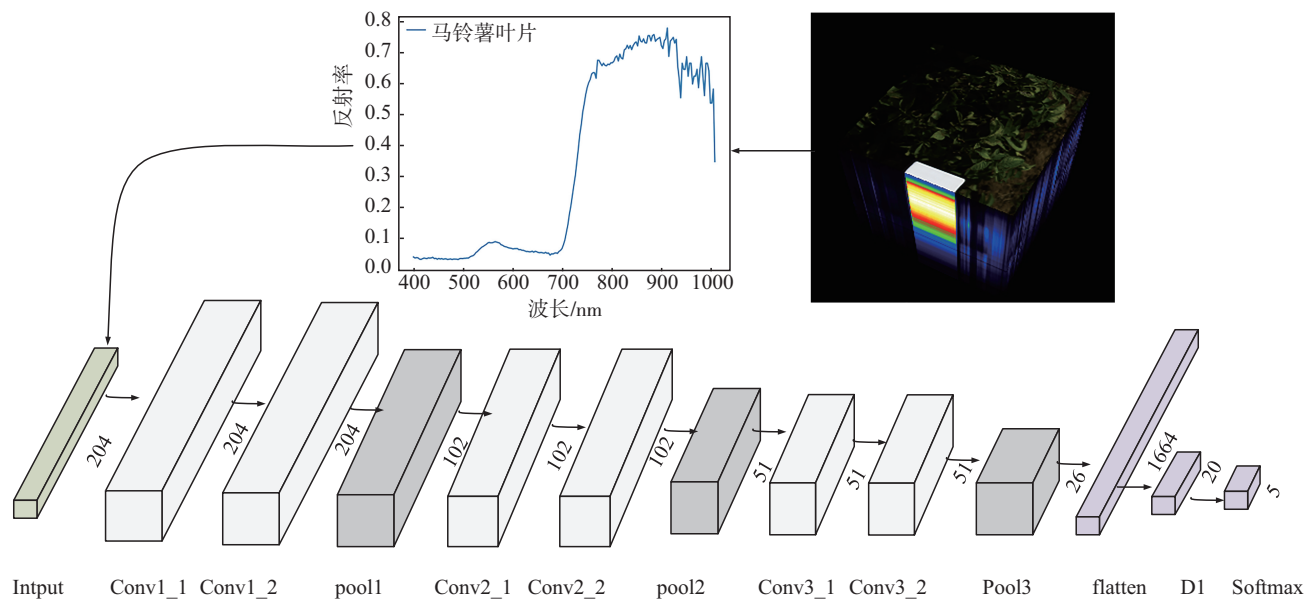 马铃薯叶片
反射率
0.8
0.7
0.6
0.5
0.4
0.3
0.2
0.1
0.0
400 500 600 700 800 900 1000
波长/nm
204 204 204 102 102 102 51 51 51 26 1664 20 5
Intput Conv1_1 Conv1_2 pool1 Conv2_1 Conv2_2 pool2 Conv3_1 Conv3_2 Pool3 flatten D1 Softmax